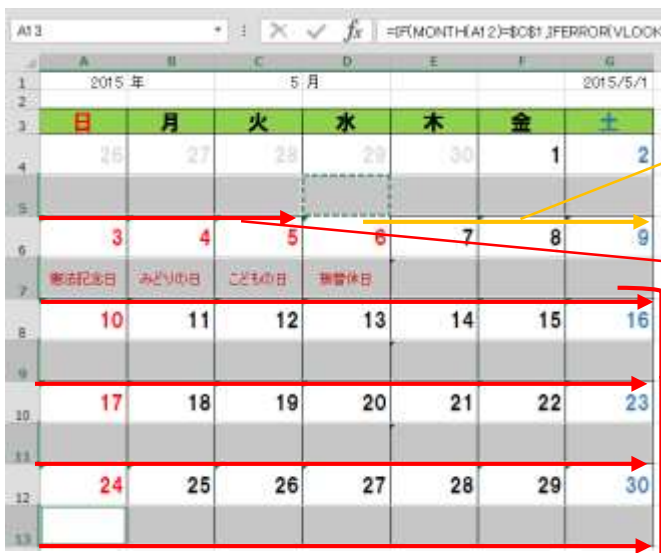 A13 fx =IF(MONTH(A12)=$C$1,IFERROR(VLOOK
A B C D E F G
1 2015 年 5 月 2015/5/1
2
3 日 月 火 水 木 金 土
4 26 27 28 29 30 1 2
5
6 3 4 5 6 7 8 9
7 憲法記念日 みどりの日 こどもの日 振替休日
8 10 11 12 13 14 15 16
9
10 17 18 19 20 21 22 23
11
12 24 25 26 27 28 29 30
13